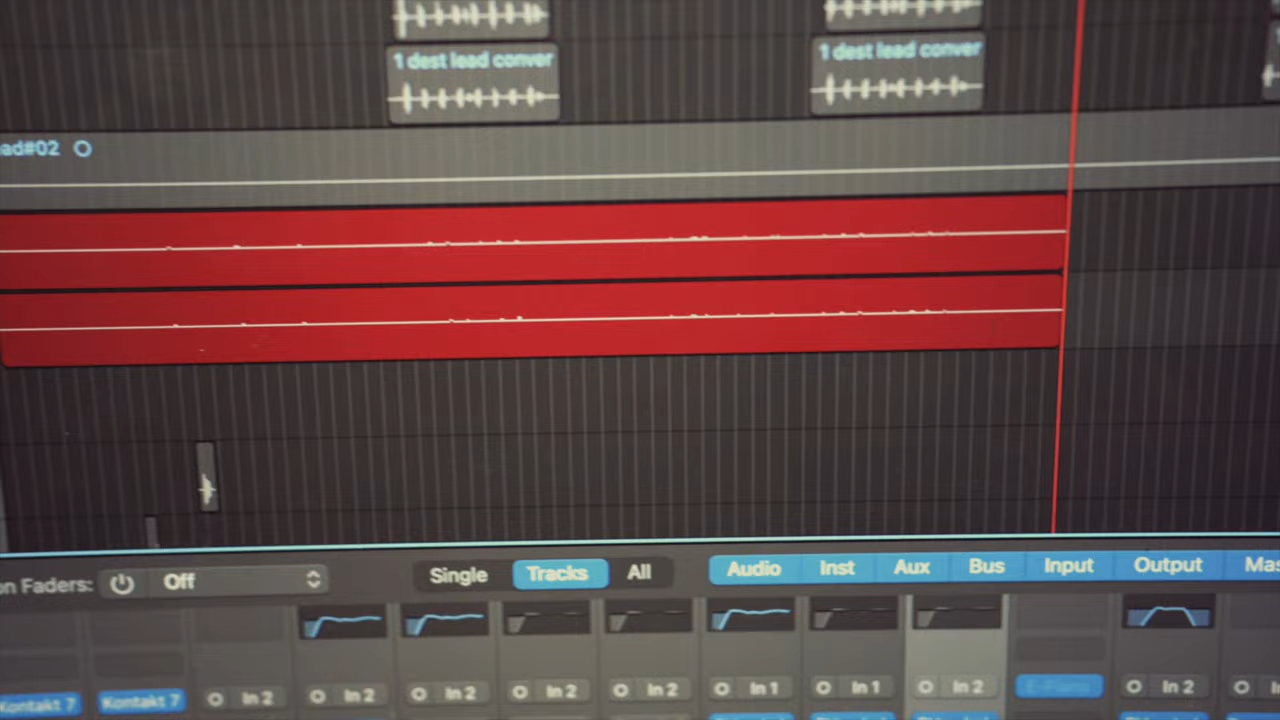 1 dest lead conver
1 dest lead conver
ad#02
on Faders: Off
Single Tracks All
Audio Inst Aux Bus Input Output Mas
Kontakt 7 Kontakt 7 In 2 In 2 In 2 In 2 In 2 In 1 In 1 In 2 E-Piano In 2 In